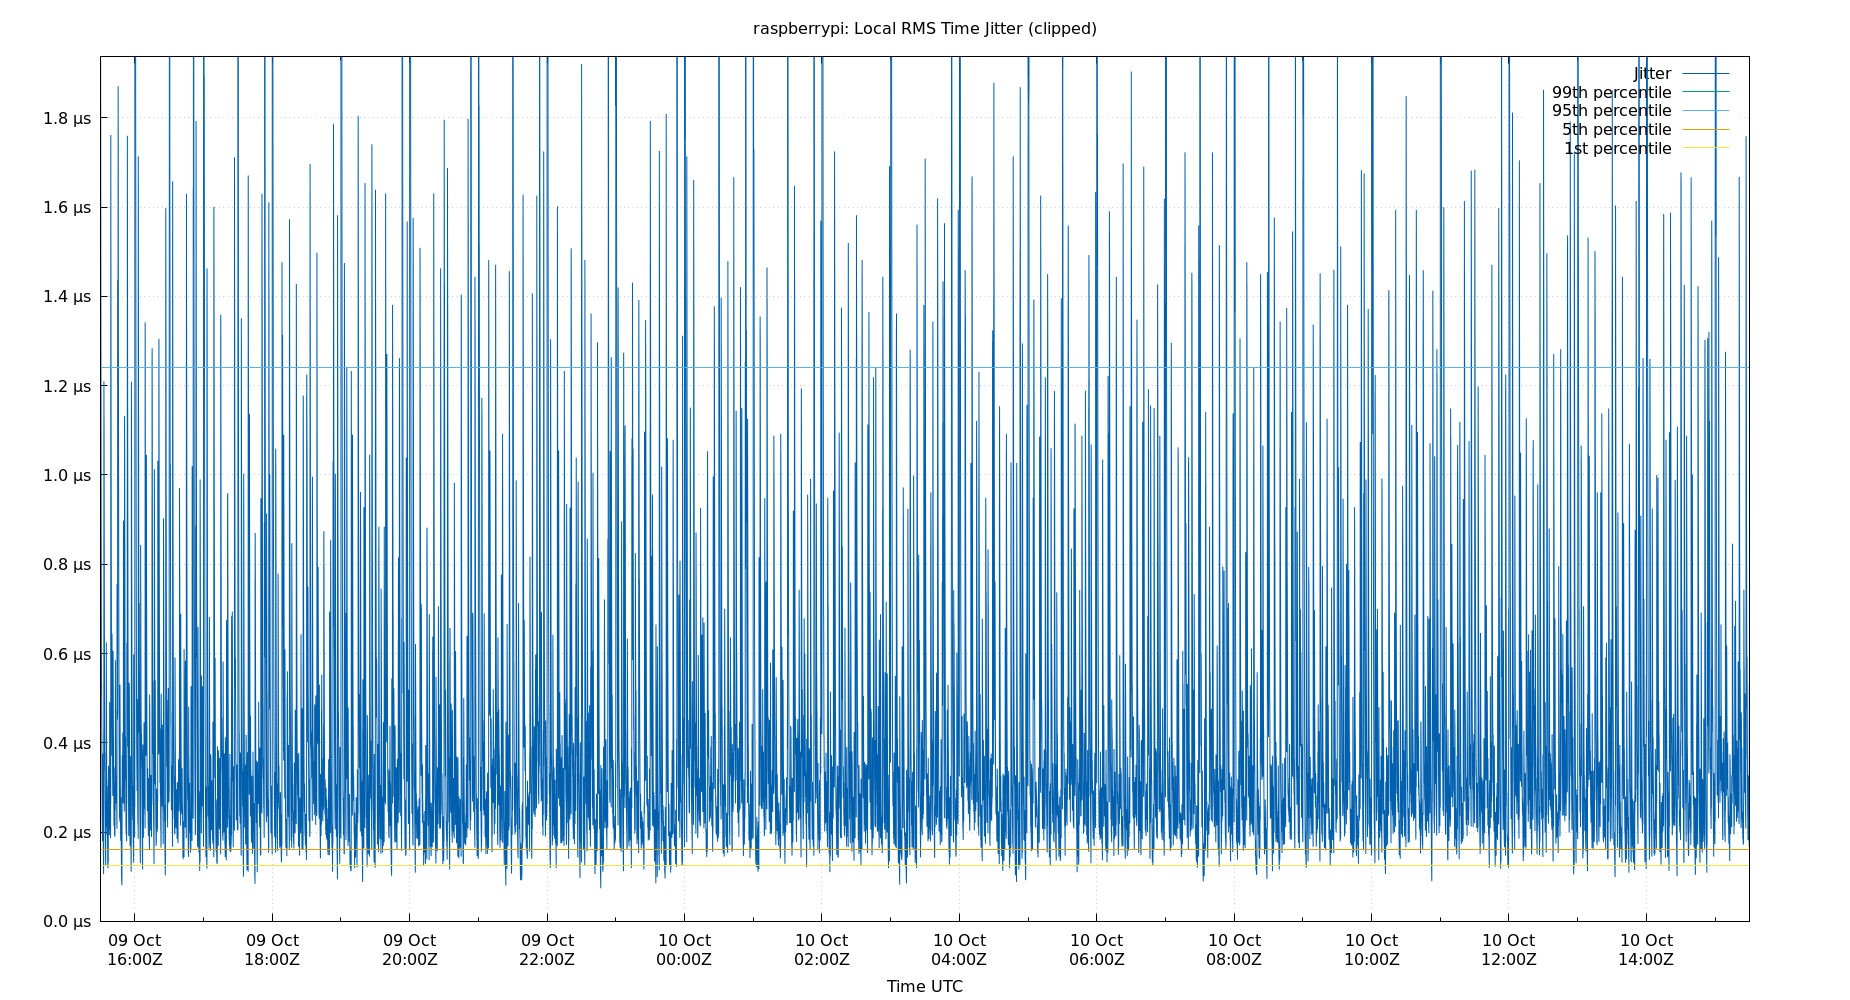 raspberrypi: Local RMS Time Jitter (clipped)
Jitter
99th percentile
95th percentile
5th percentile
1st percentile
1.8 µs
1.6 µs
1.4 µs
1.2 µs
1.0 µs
0.8 µs
0.6 µs
0.4 µs
0.2 µs
0.0 µs
09 Oct 09 Oct 09 Oct 09 Oct 10 Oct 10 Oct 10 Oct 10 Oct 10 Oct 10 Oct 10 Oct 10 Oct
16:00Z 18:00Z 20:00Z 22:00Z 00:00Z 02:00Z 04:00Z 06:00Z 08:00Z 10:00Z 12:00Z 14:00Z
Time UTC